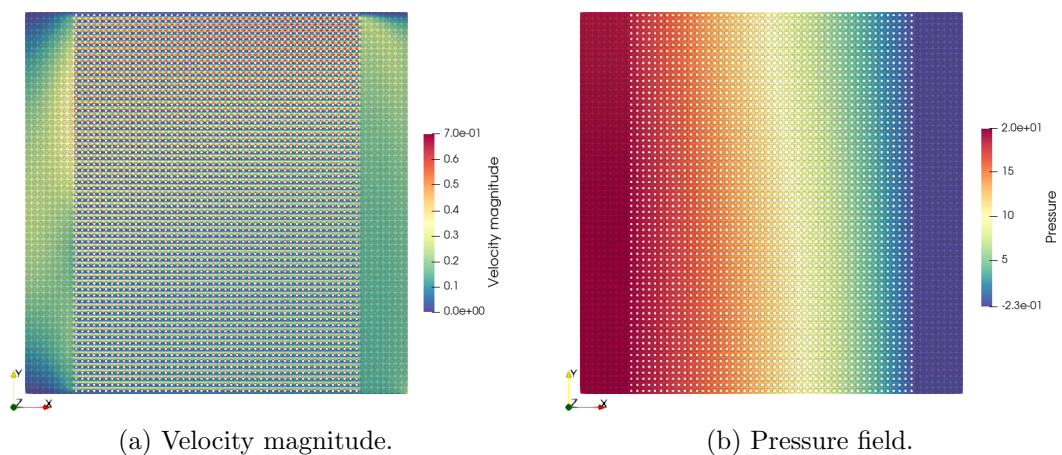 7.0e-01
0.6
0.5
0.4
0.3
0.2
0.1
0.0e+00
Velocity magnitude
Y
Z X
(a) Velocity magnitude.
2.0e+01
15
10
5
-2.3e-01
Pressure
Y
Z X
(b) Pressure field.